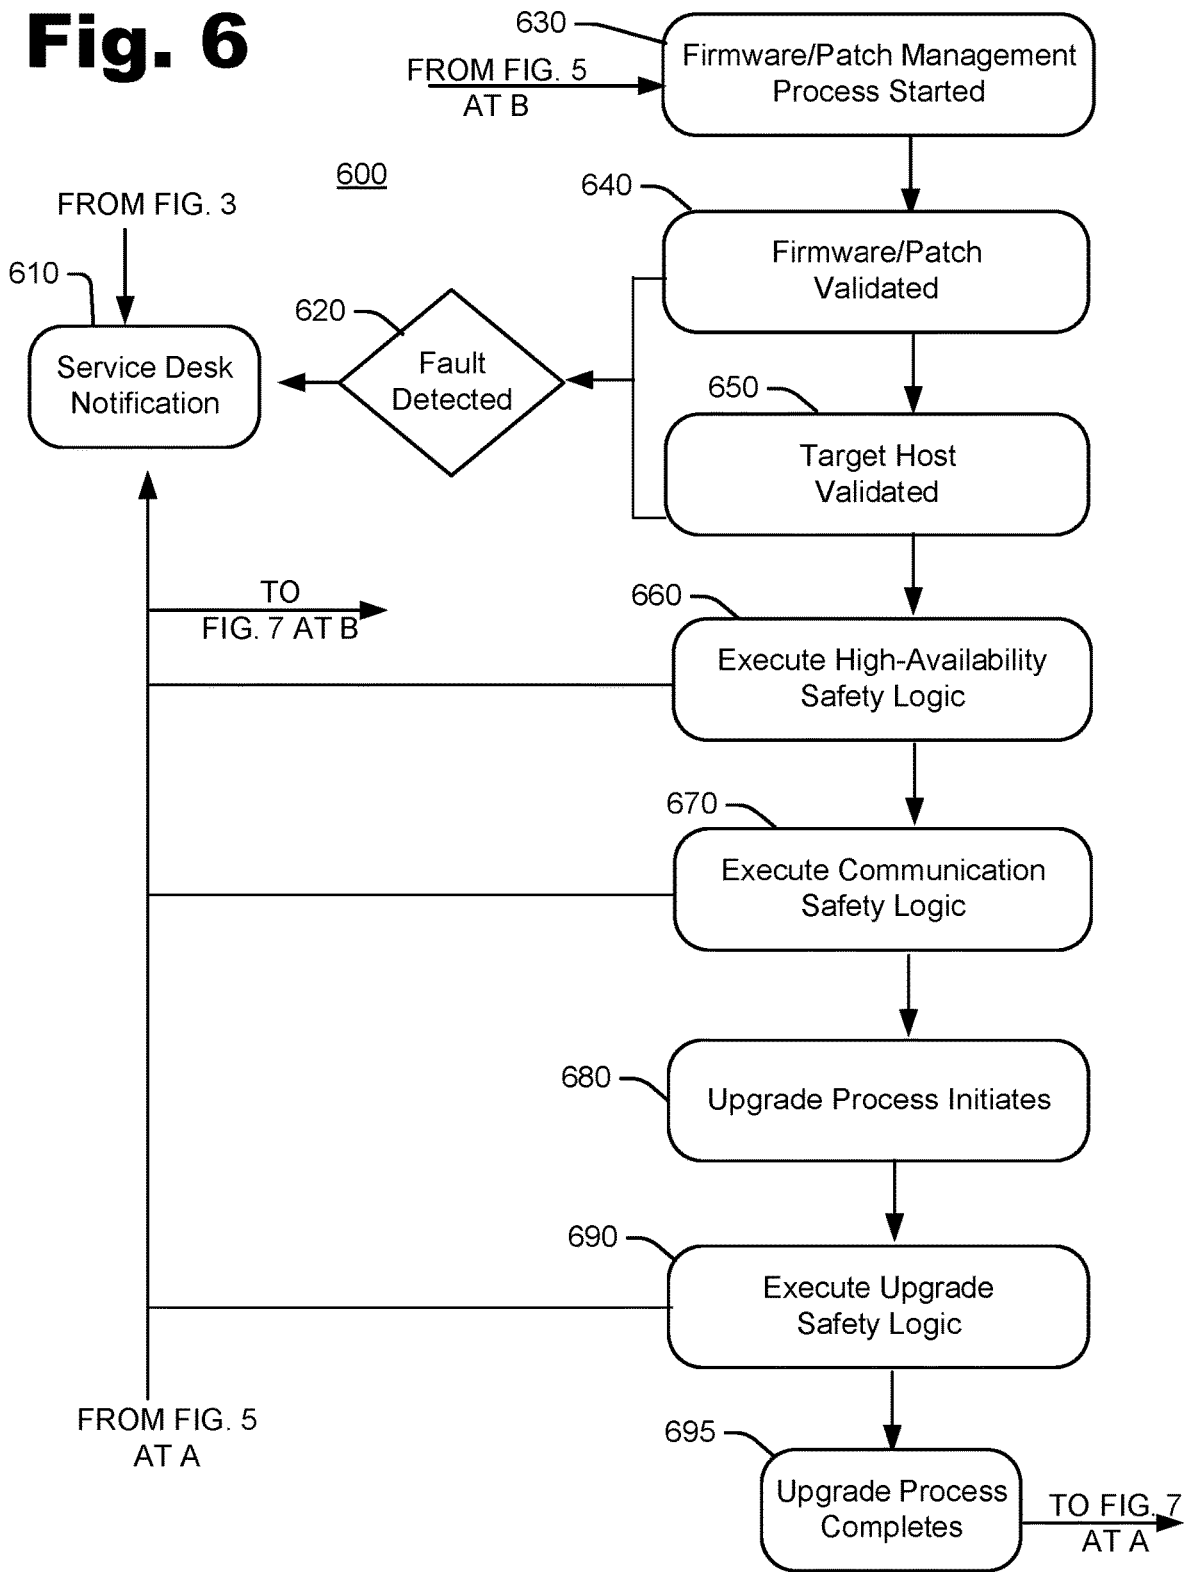 Fig. 6
630
Firmware/Patch Management
Process Started
FROM FIG. 5
AT B
600
640
FROM FIG. 3
Firmware/Patch
Validated
610
620
Service Desk
Notification
Fault
Detected
650
Target Host
Validated
TO
FIG. 7 AT B
660
Execute High-Availability
Safety Logic
670
Execute Communication
Safety Logic
680
Upgrade Process Initiates
690
Execute Upgrade
Safety Logic
FROM FIG. 5
AT A
695
Upgrade Process
Completes
TO FIG. 7
AT A